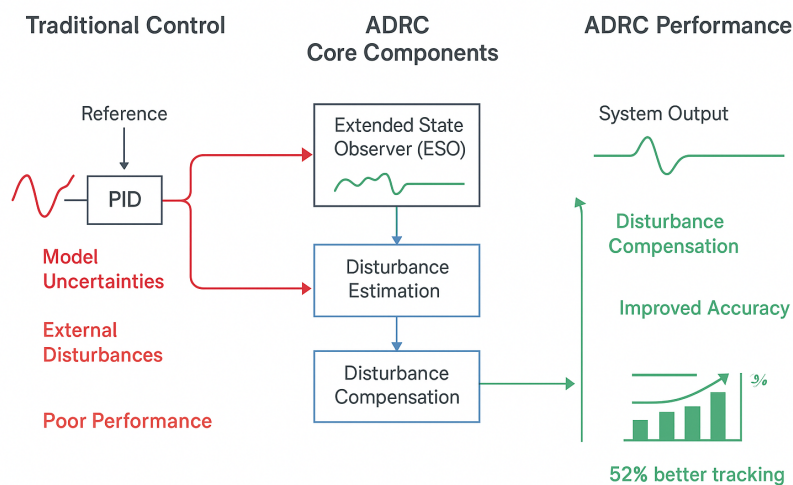 Traditional Control
ADRC
Core Components
ADRC Performance
Reference
PID
Model
Uncertainties
External
Disturbances
Poor Performance
Extended State
Observer (ESO)
Disturbance
Estimation
Disturbance
Compensation
System Output
Disturbance
Compensation
Improved Accuracy
%
52% better tracking